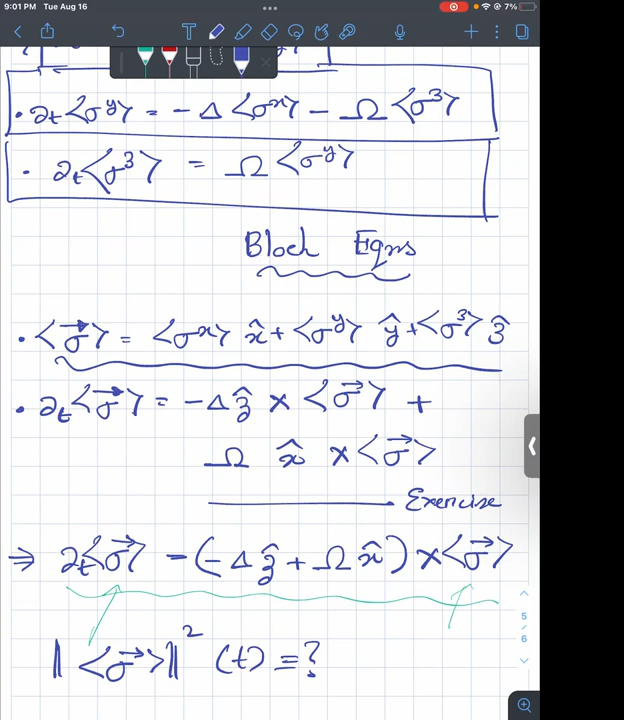 9:01 PM Tue Aug 16
7%
· ∂t<σ^y> = - Δ <σ^x> - Ω <σ^3>
· ∂t<σ^3> = Ω <σ^y>
Bloch Eqns
· <σ⃗> = <σ^x> x̂ + <σ^y> ŷ + <σ^3> ẑ
· ∂t<σ⃗> = -Δ ẑ × <σ⃗> +
Ω x̂ × <σ⃗>
Exercise
⇒ ∂t<σ⃗> = (-Δ ẑ + Ω x̂) × <σ⃗>
‖<σ⃗>‖² (t) = ?
5
/
6